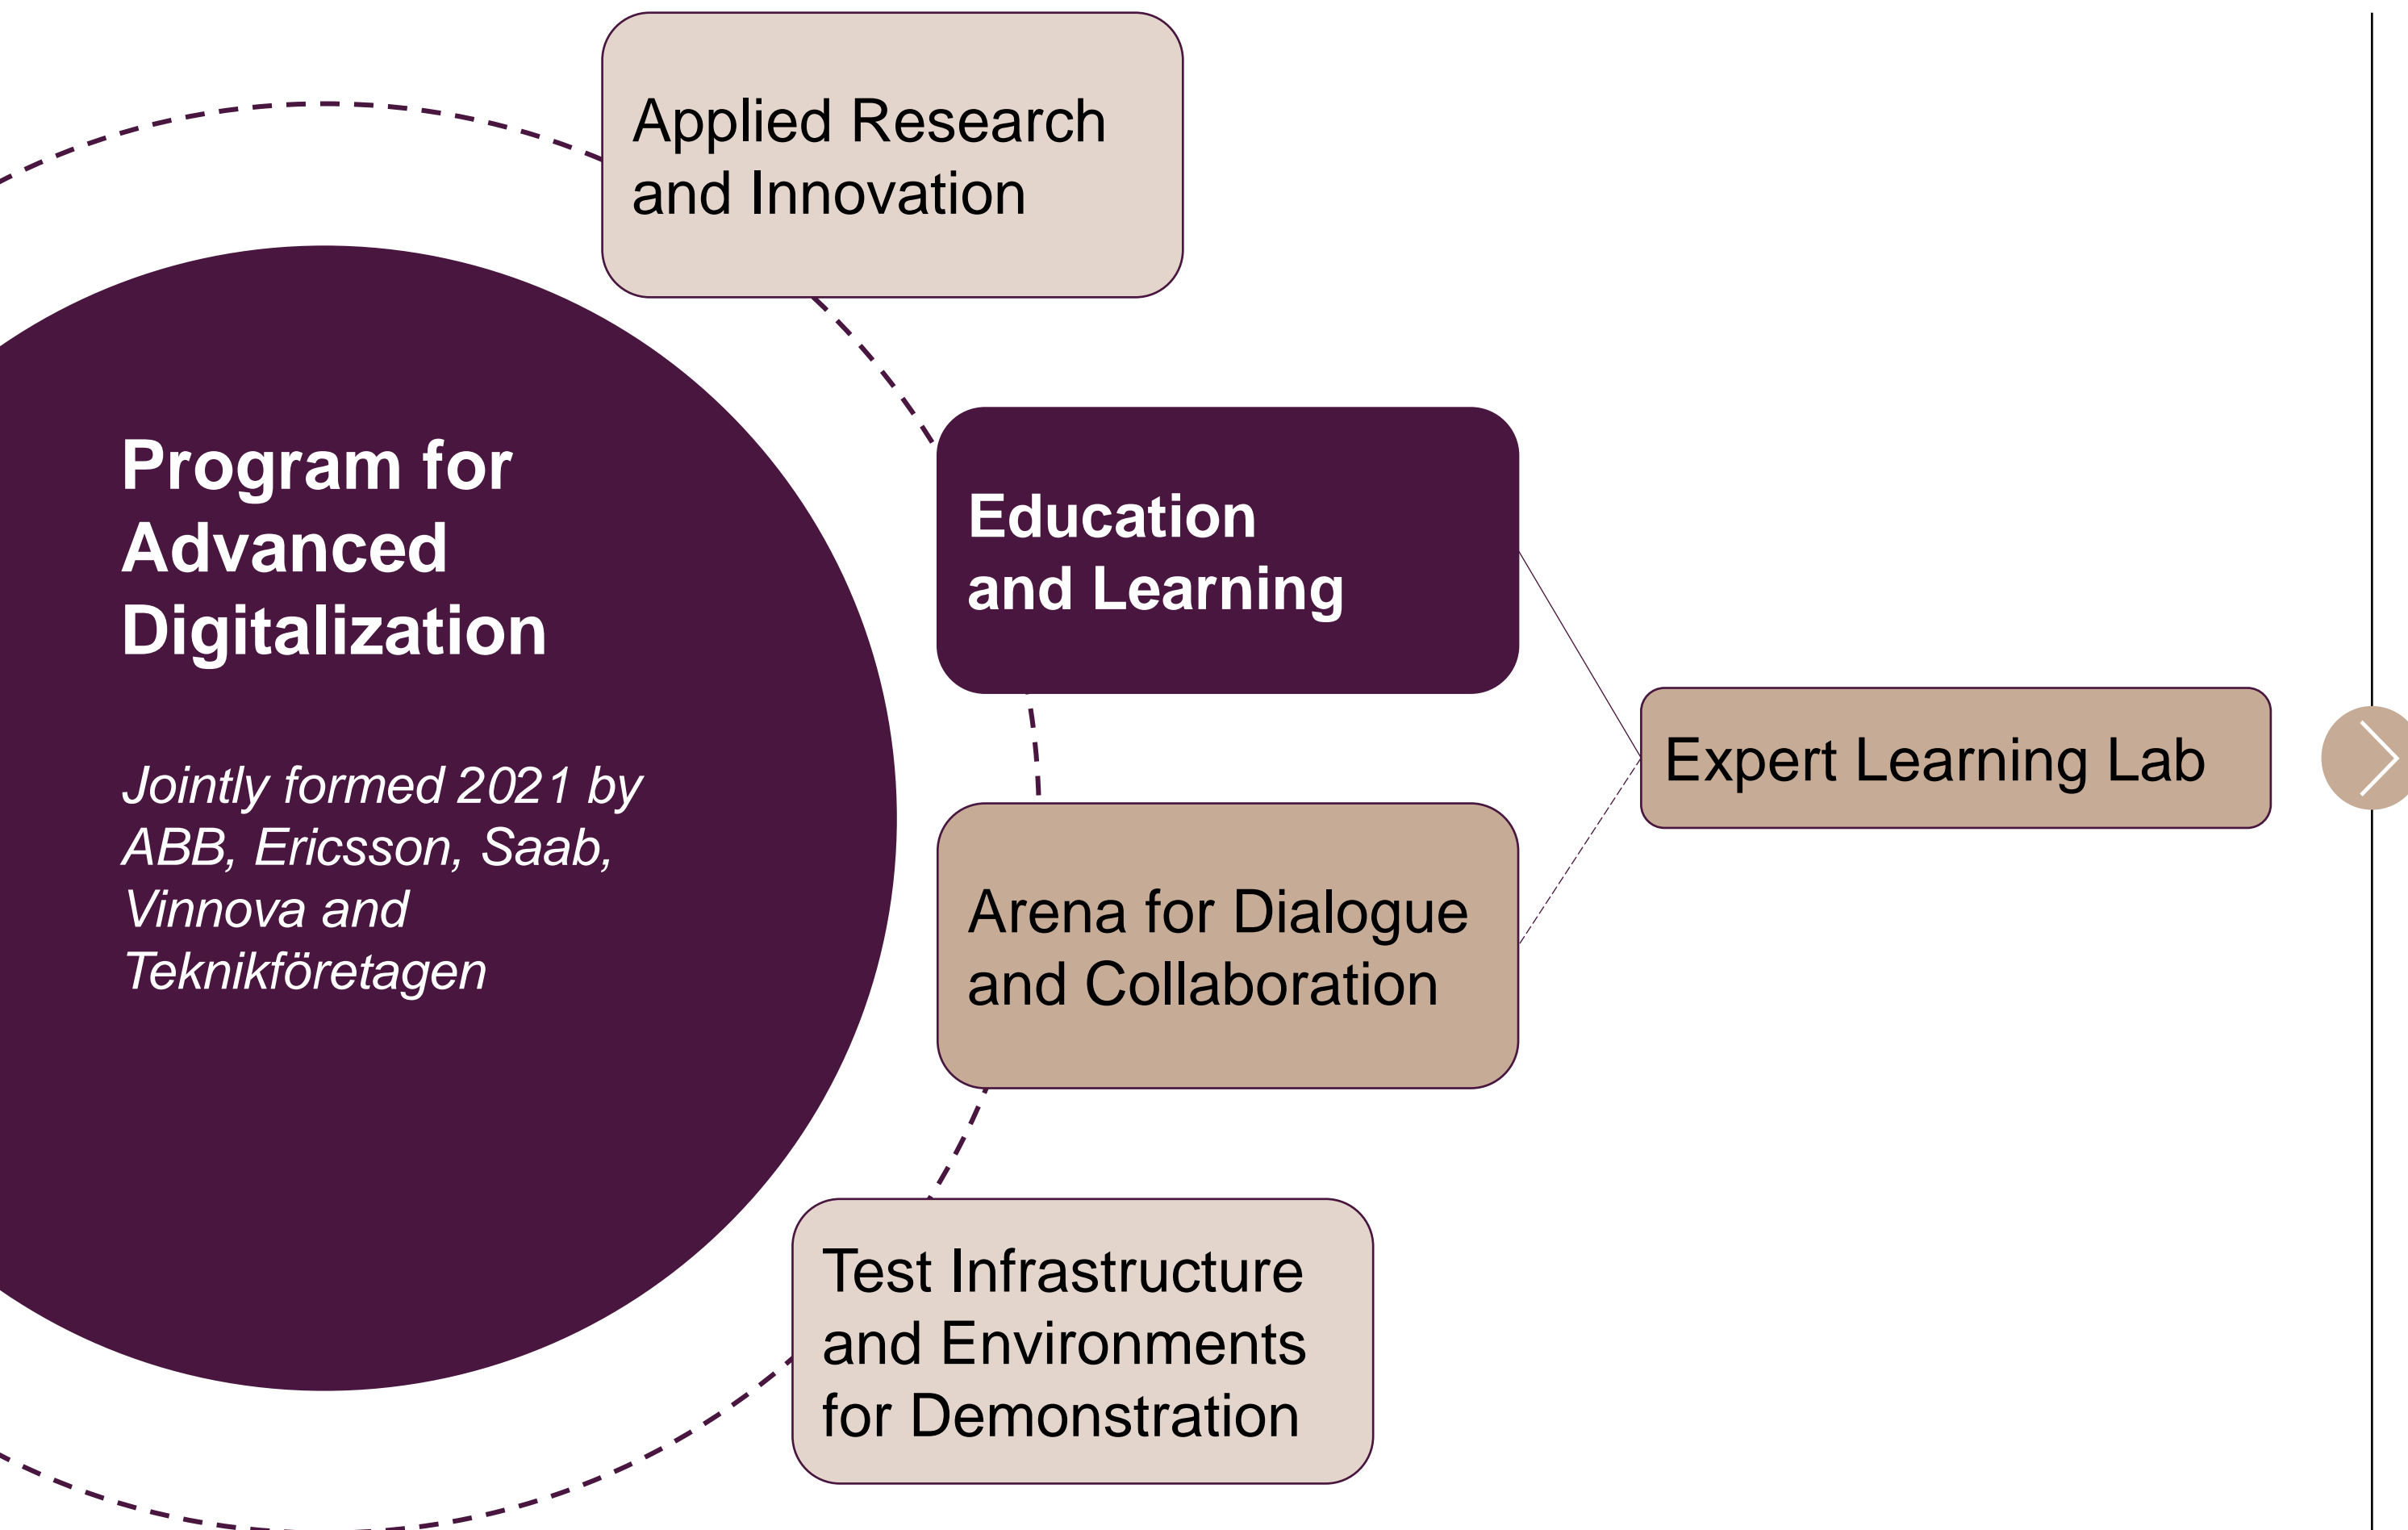 Applied Research
and Innovation
Program for
Advanced
Digitalization
Jointly formed 2021 by
ABB, Ericsson, Saab,
Vinnova and
Teknikföretagen
Education
and Learning
Expert Learning Lab
Arena for Dialogue
and Collaboration
Test Infrastructure
and Environments
for Demonstration